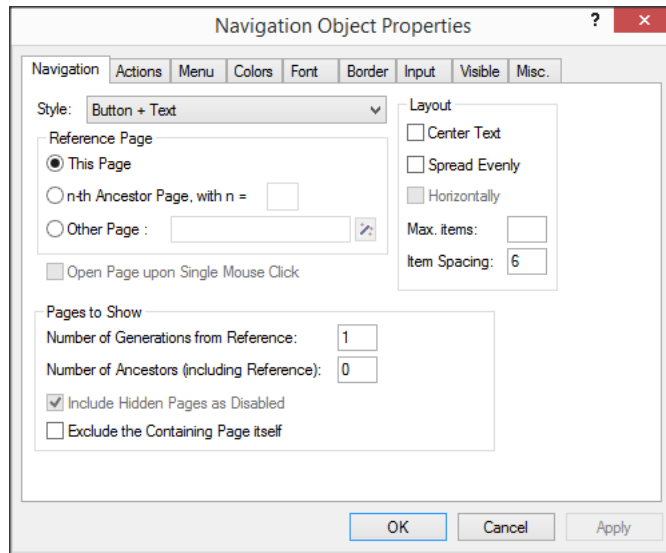 Navigation Object Properties
?
Navigation Actions Menu Colors Font Border Input Visible Misc.
Style: Button + Text
Reference Page
This Page
n-th Ancestor Page, with n =
Other Page :
Open Page upon Single Mouse Click
Layout
Center Text
Spread Evenly
Horizontally
Max. items:
Item Spacing: 6
Pages to Show
Number of Generations from Reference: 1
Number of Ancestors (including Reference): 0
Include Hidden Pages as Disabled
Exclude the Containing Page itself
OK Cancel Apply